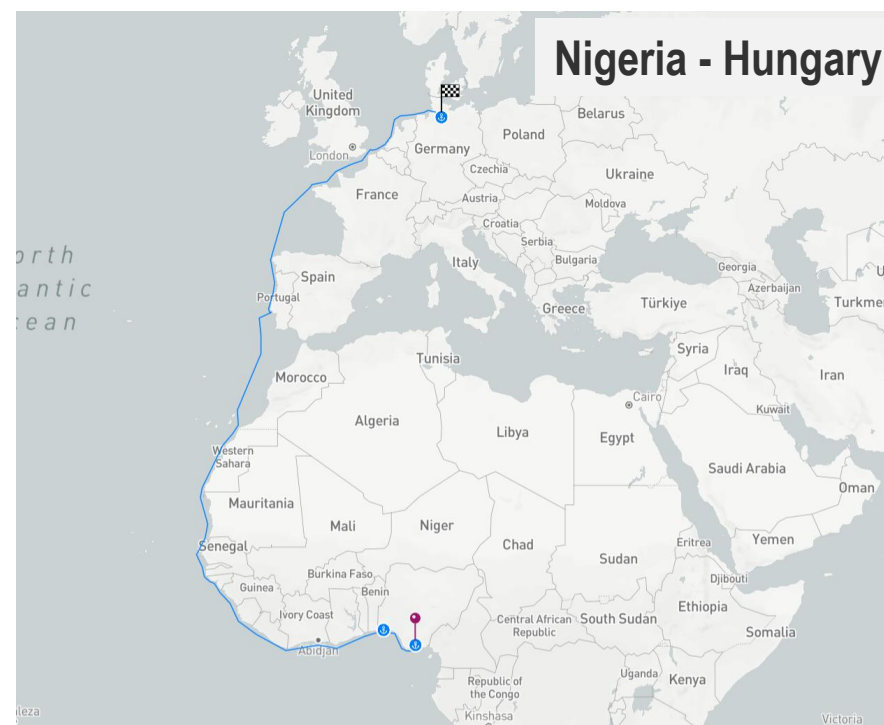 Nigeria - Hungary
United
Kingdom
London
Belarus
Poland
Germany
Czechia
Ukraine
France
Austria
Moldova
Croatia
Serbia
orth
antic
cean
Italy
Bulgaria
Georgia
Spain
Portugal
Greece
Türkiye
Azerbaijan
Turkme
Tunisia
Syria
Iraq
Iran
Morocco
Cairo
Kuwait
Algeria
Libya
Egypt
Western
Sahara
Saudi Arabia
Oman
Mauritania
Mali
Niger
Chad
Sudan
Eritrea
Yemen
Senegal
Burkina Faso
Djibouti
Guinea
Benin
Ivory Coast
Central African
Republic
South Sudan
Ethiopia
Somalia
Abidjan
Uganda
Kenya
Republic of
the Congo
Kinshasa
leza
Victoria